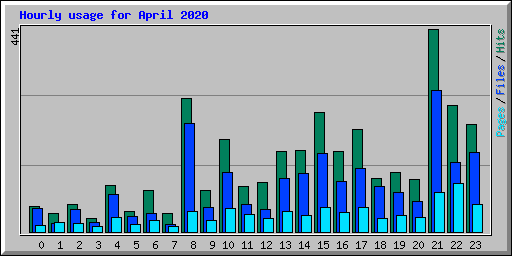 Hourly usage for April 2020
441
Pages/Files/Hits
0 1 2 3 4 5 6 7 8 9 10 11 12 13 14 15 16 17 18 19 20 21 22 23